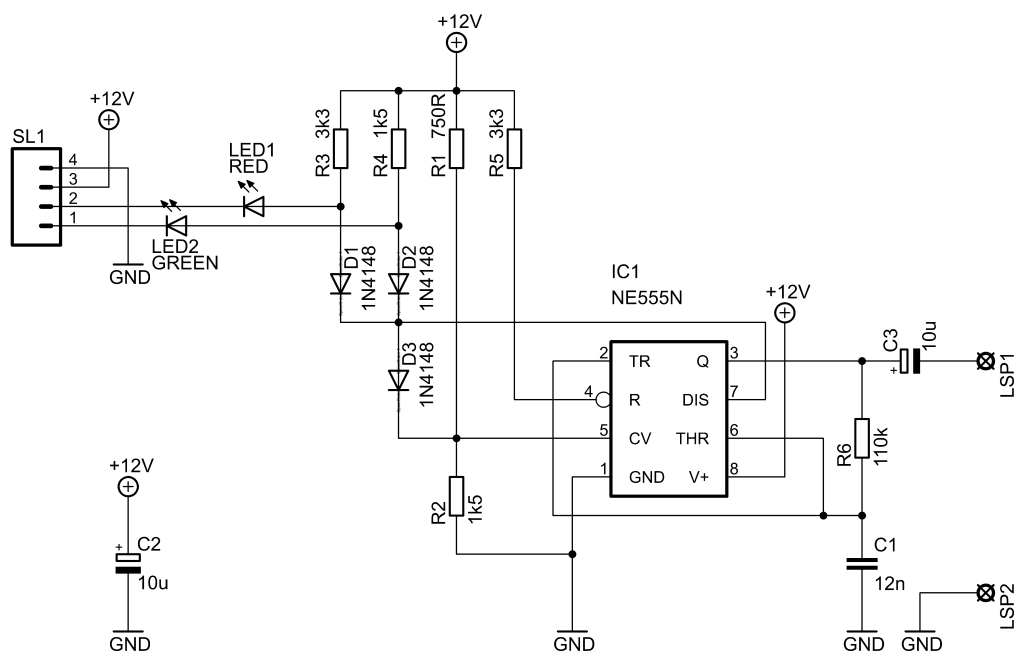 +12V
+12V
SL1
4
3
2
1
GND
LED1
RED
LED2
GREEN
R3
3k3
R4
1k5
R1
750R
R5
3k3
D1
1N4148
D2
1N4148
D3
1N4148
IC1
NE555N
+12V
2
TR
Q
3
4
R
DIS
7
5
CV
THR
6
1
GND
V+
8
C3
+
10u
LSP1
R6
110k
R2
1k5
+12V
+
C2
10u
GND
GND
C1
12n
GND
GND
LSP2